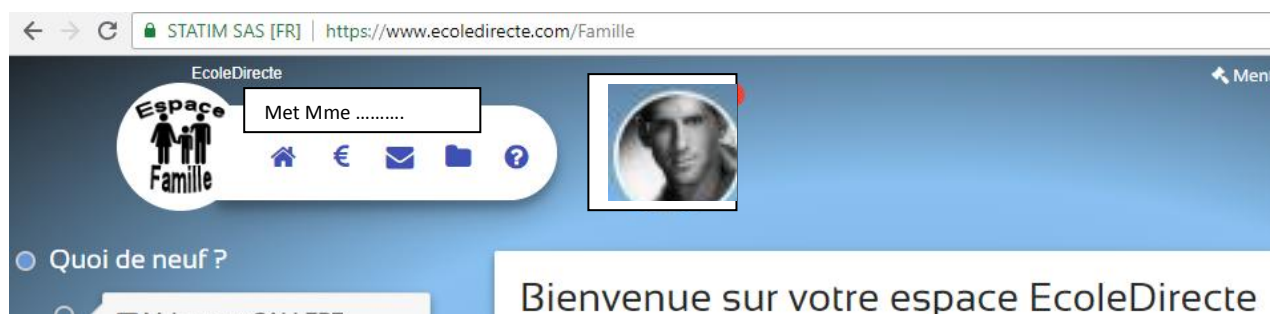 STATIM SAS [FR] https://www.ecoledirecte.com/Famille
EcoleDirecte
Espace
Famille
Met Mme ..........
€
?
Quoi de neuf ?
Bienvenue sur votre espace EcoleDirecte